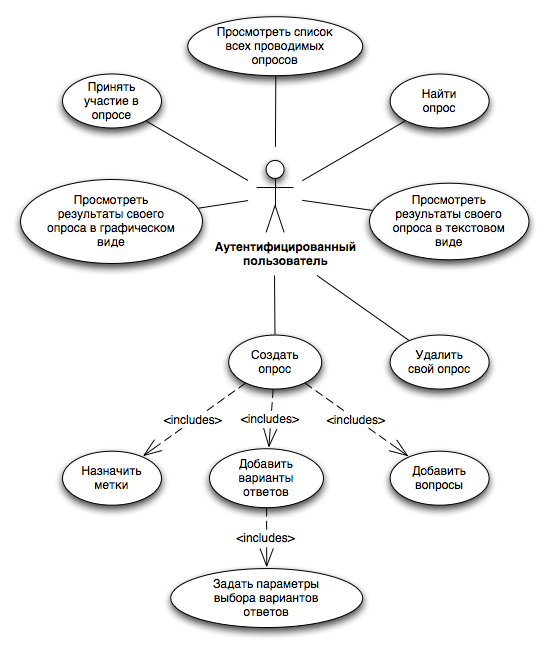 Просмотреть список
всех проводимых
опросов
Принять
участие в
опросе
Найти
опрос
Просмотреть
результаты своего
опроса в графическом
виде
Просмотреть
результаты своего
опроса в текстовом
виде
Аутентифицированный
пользователь
Создать
опрос
Удалить
свой опрос
<includes>
<includes>
<includes>
Назначить
метки
Добавить
варианты
ответов
Добавить
вопросы
<includes>
Задать параметры
выбора вариантов
ответов